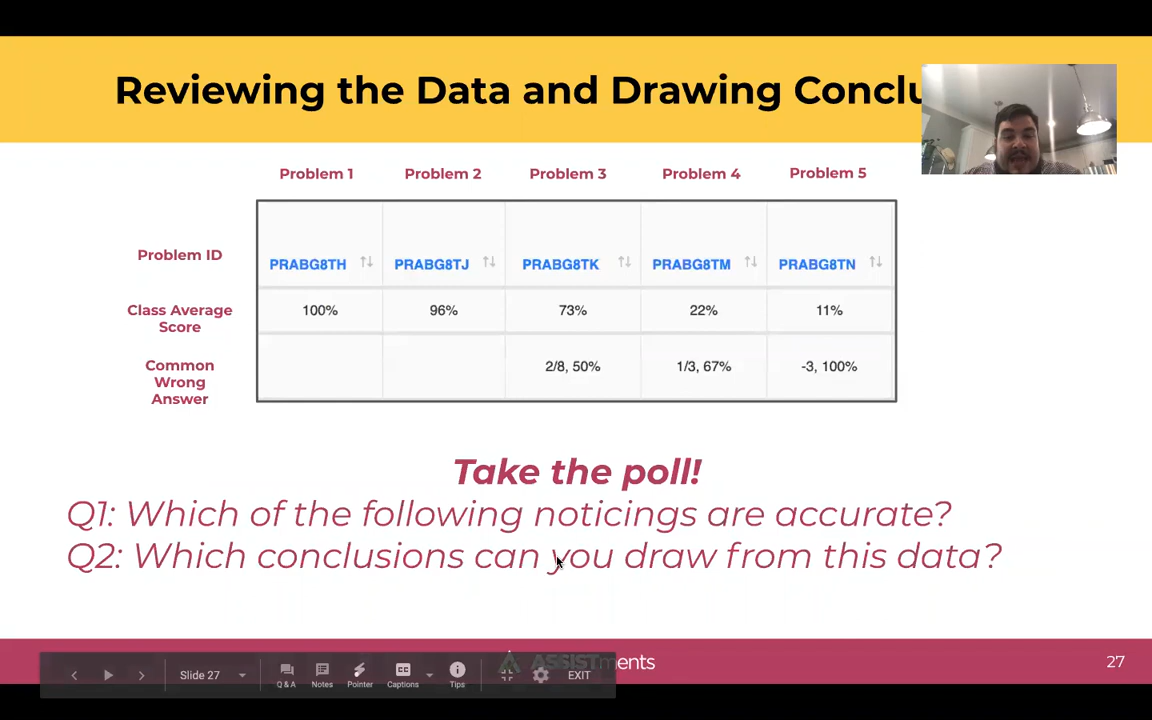 Reviewing the Data and Drawing Conclu
Problem 1 Problem 2 Problem 3 Problem 4 Problem 5
Problem ID PRABG8TH PRABG8TJ PRABG8TK PRABG8TM PRABG8TN
Class Average
Score
100% 96% 73% 22% 11%
Common
Wrong
Answer
2/8, 50% 1/3, 67% -3, 100%
Take the poll!
Q1: Which of the following noticings are accurate?
Q2: Which conclusions can you draw from this data?
Slide 27
Q & A Notes Pointer Captions Tips EXIT
ASSISTments
27